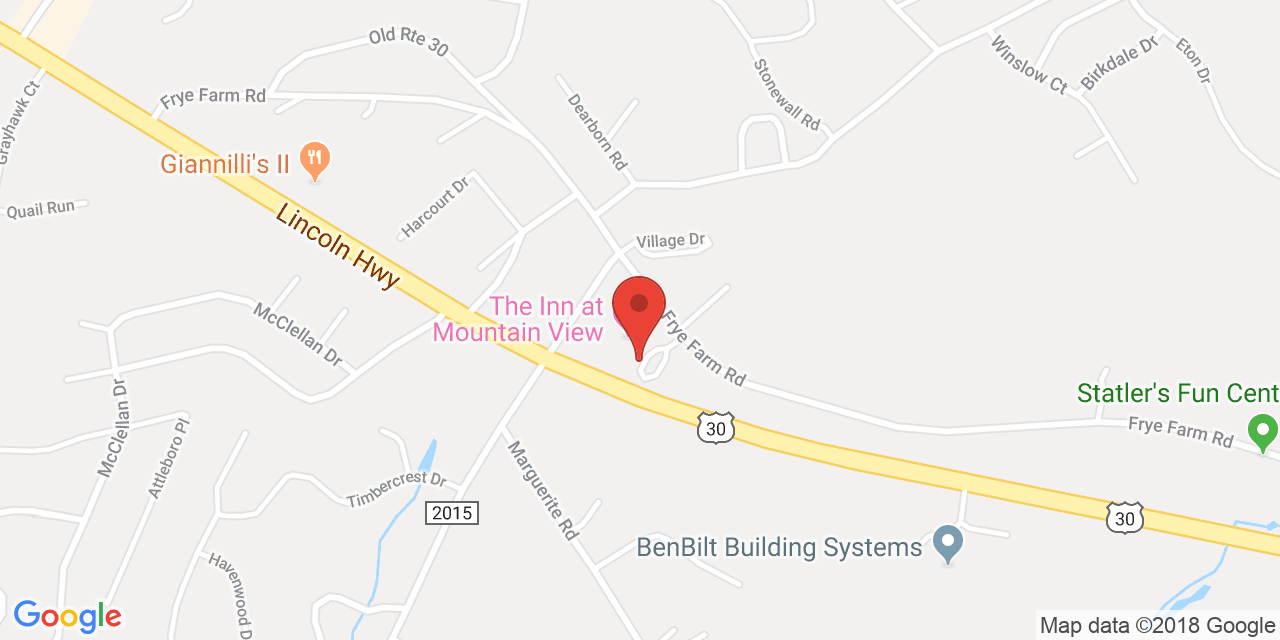 Old Rte 30
Frye Farm Rd
Grayhawk Ct
Giannilli's II
Quail Run
Harcourt Dr
Lincoln Hwy
Dearborn Rd
Stonewall Rd
Winslow Ct
Birkdale Dr
Eton Dr
Village Dr
The Inn at
Mountain View
Frye Farm Rd
McClellan Dr
McClellan Dr
Attleboro Pl
Statler's Fun Cent
Frye Farm Rd
30
Timbercrest Dr
2015
Marguerite Rd
30
BenBilt Building Systems
Havenwood D
Google
Map data ©2018 Google